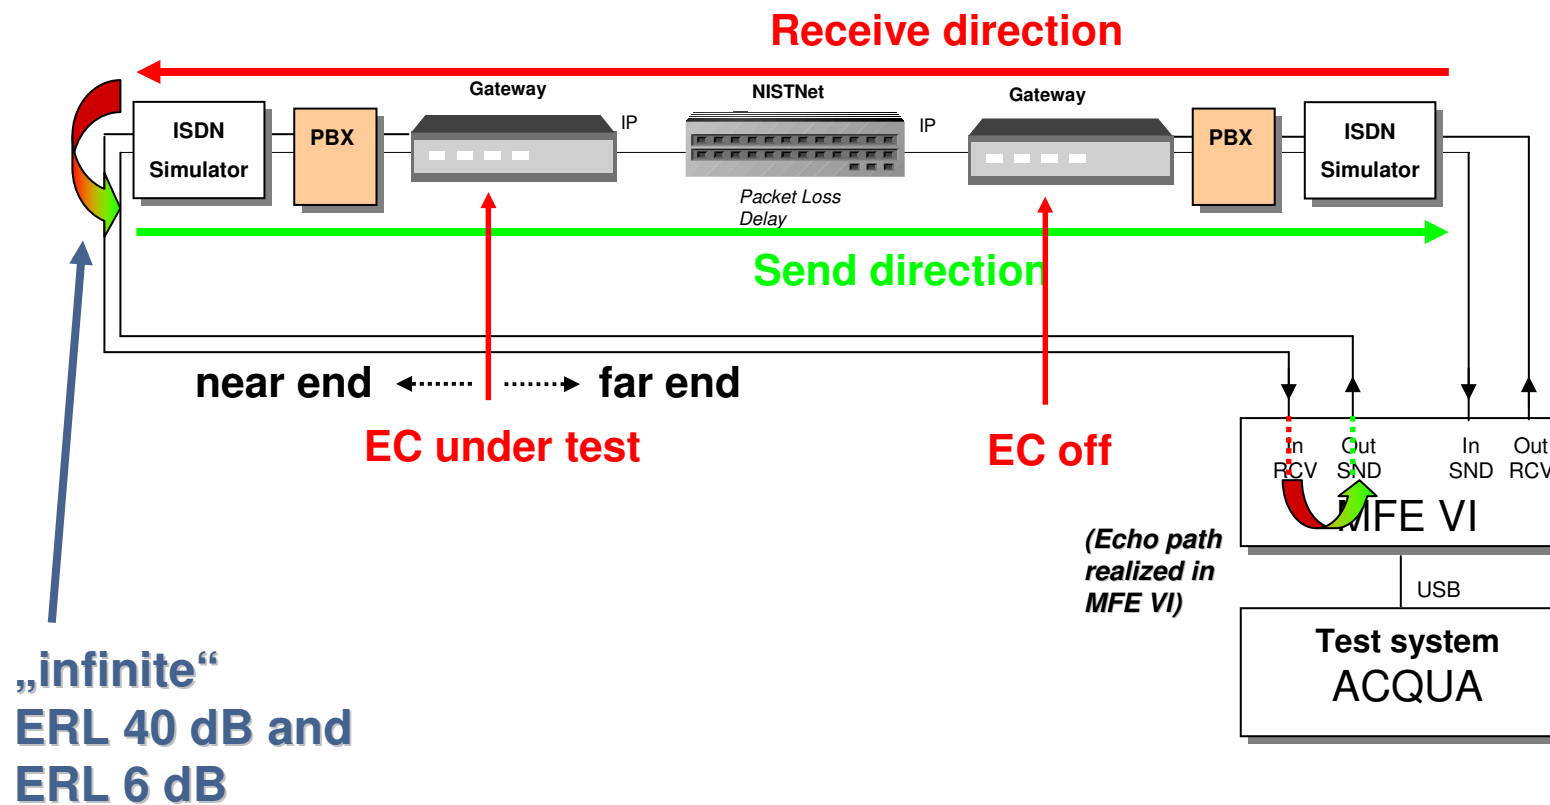 Receive direction
Gateway
NISTNet
Gateway
ISDN
Simulator
PBX
IP
IP
PBX
ISDN
Simulator
Packet Loss
Delay
Send direction
near end
far end
EC under test
EC off
In
RCV
Out
SND
In
SND
Out
RCV
MFE VI
(Echo path
realized in
MFE VI)
USB
Test system
ACQUA
„infinite“
ERL 40 dB and
ERL 6 dB